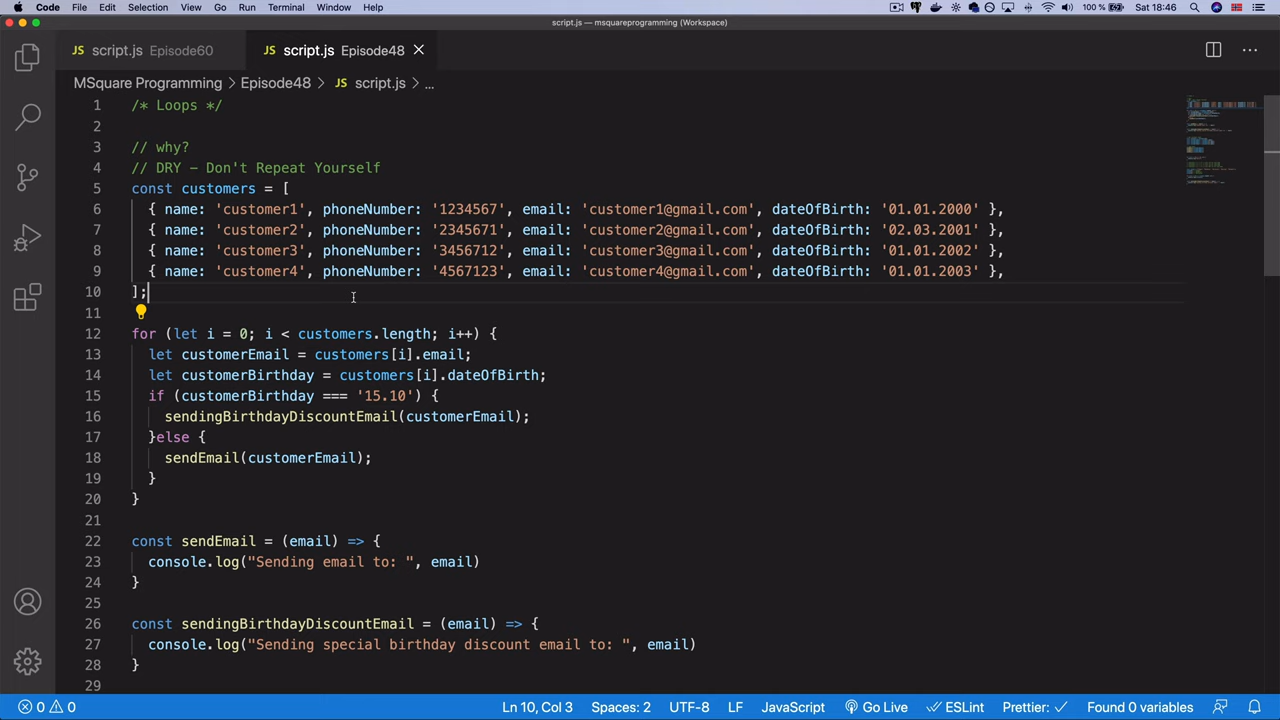 Code File Edit Selection View Go Run Terminal Window Help 100 % Sat 18:46
script.js — msquareprogramming (Workspace)
JS script.js Episode60 JS script.js Episode48
MSquare Programming > Episode48 > JS script.js > ...
1 /* Loops */
2
3 // why?
4 // DRY - Don't Repeat Yourself
5 const customers = [
6 { name: 'customer1', phoneNumber: '1234567', email: 'customer1@gmail.com', dateOfBirth: '01.01.2000' },
7 { name: 'customer2', phoneNumber: '2345671', email: 'customer2@gmail.com', dateOfBirth: '02.03.2001' },
8 { name: 'customer3', phoneNumber: '3456712', email: 'customer3@gmail.com', dateOfBirth: '01.01.2002' },
9 { name: 'customer4', phoneNumber: '4567123', email: 'customer4@gmail.com', dateOfBirth: '01.01.2003' },
10 ];
11
12 for (let i = 0; i < customers.length; i++) {
13 let customerEmail = customers[i].email;
14 let customerBirthday = customers[i].dateOfBirth;
15 if (customerBirthday === '15.10') {
16 sendingBirthdayDiscountEmail(customerEmail);
17 }else {
18 sendEmail(customerEmail);
19 }
20 }
21
22 const sendEmail = (email) => {
23 console.log("Sending email to: ", email)
24 }
25
26 const sendingBirthdayDiscountEmail = (email) => {
27 console.log("Sending special birthday discount email to: ", email)
28 }
29
0 0 Ln 10, Col 3 Spaces: 2 UTF-8 LF JavaScript Go Live ESLint Prettier: ✓ Found 0 variables